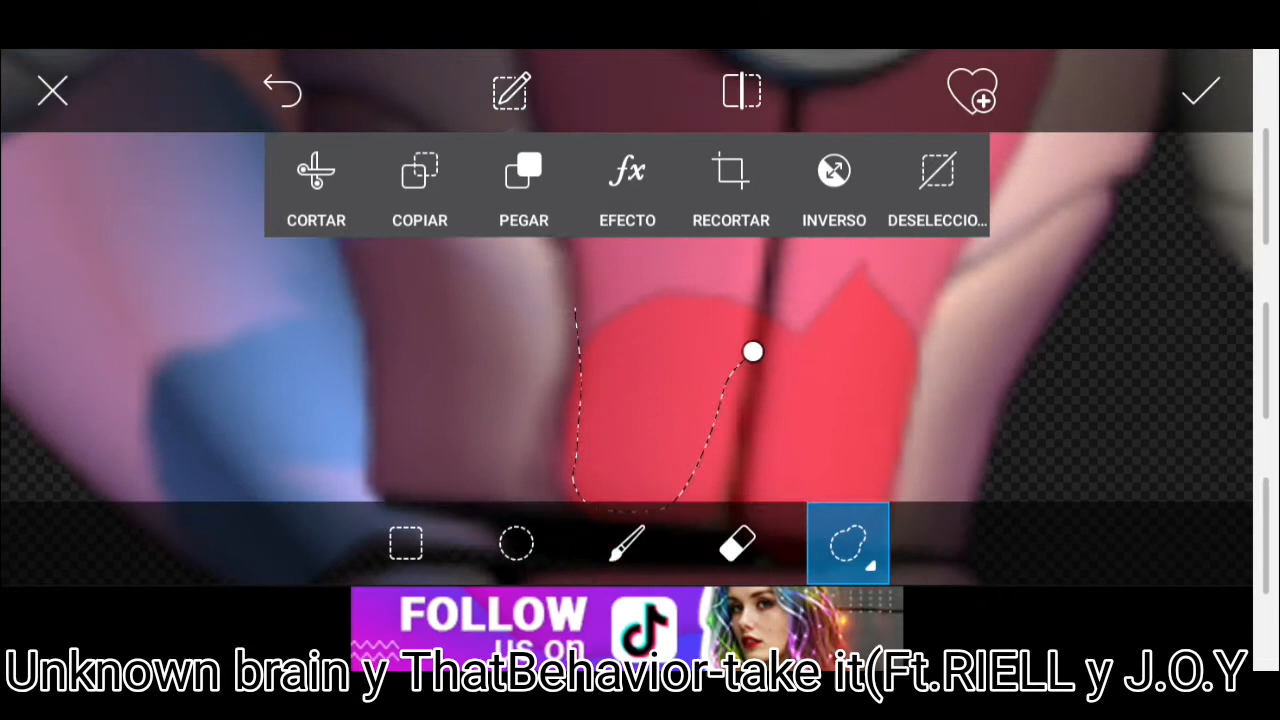 CORTAR COPIAR PEGAR EFECTO RECORTAR INVERSO DESELECCIO...
fx
FOLLOW
US ON
Unknown brain y ThatBehavior-take it(Ft.RIELL y J.O.Y